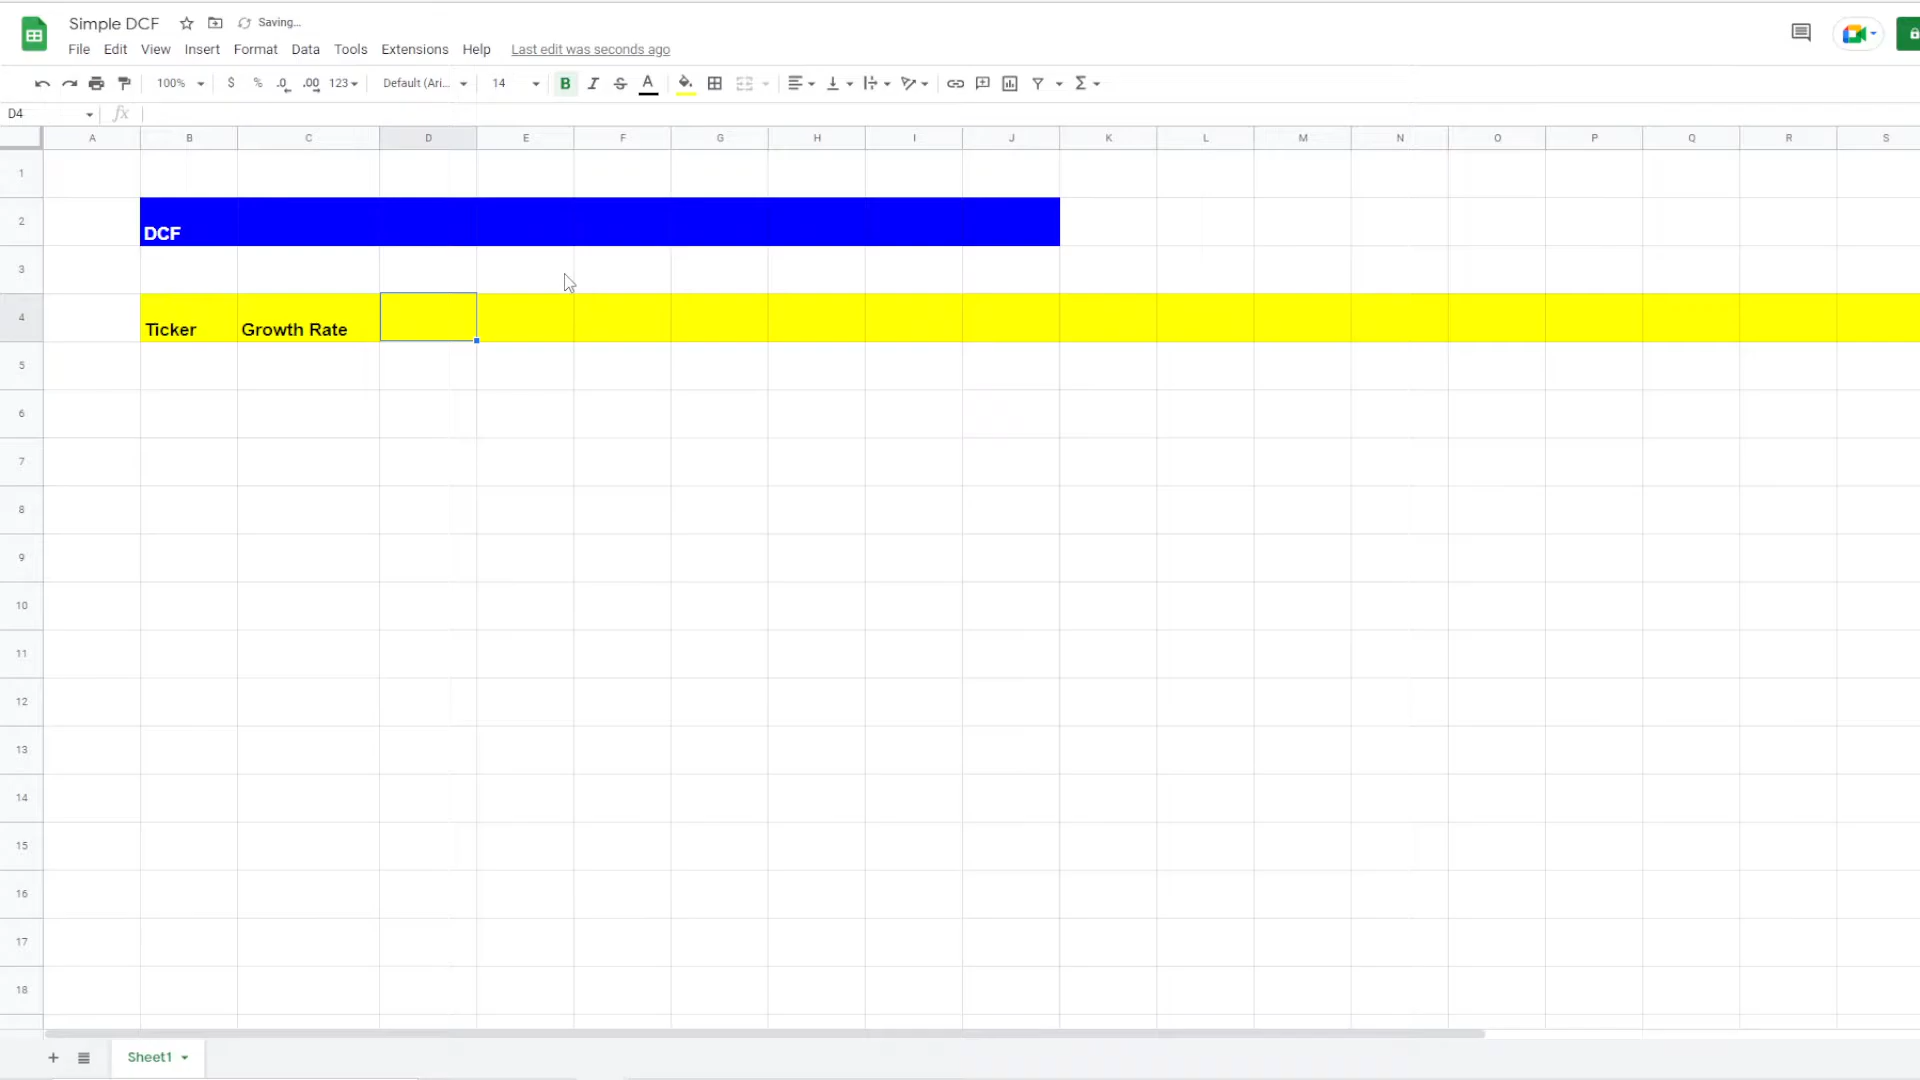 Simple DCF Saving...
File Edit View Insert Format Data Tools Extensions Help Last edit was seconds ago
100% $ % .0 .00 123 Default (Ari... 14 B I S A Σ
D4 fx
A B C D E F G H I J K L M N O P Q R S
1
2 DCF
3
4 Ticker Growth Rate
5
6
7
8
9
10
11
12
13
14
15
16
17
18
+ Sheet1